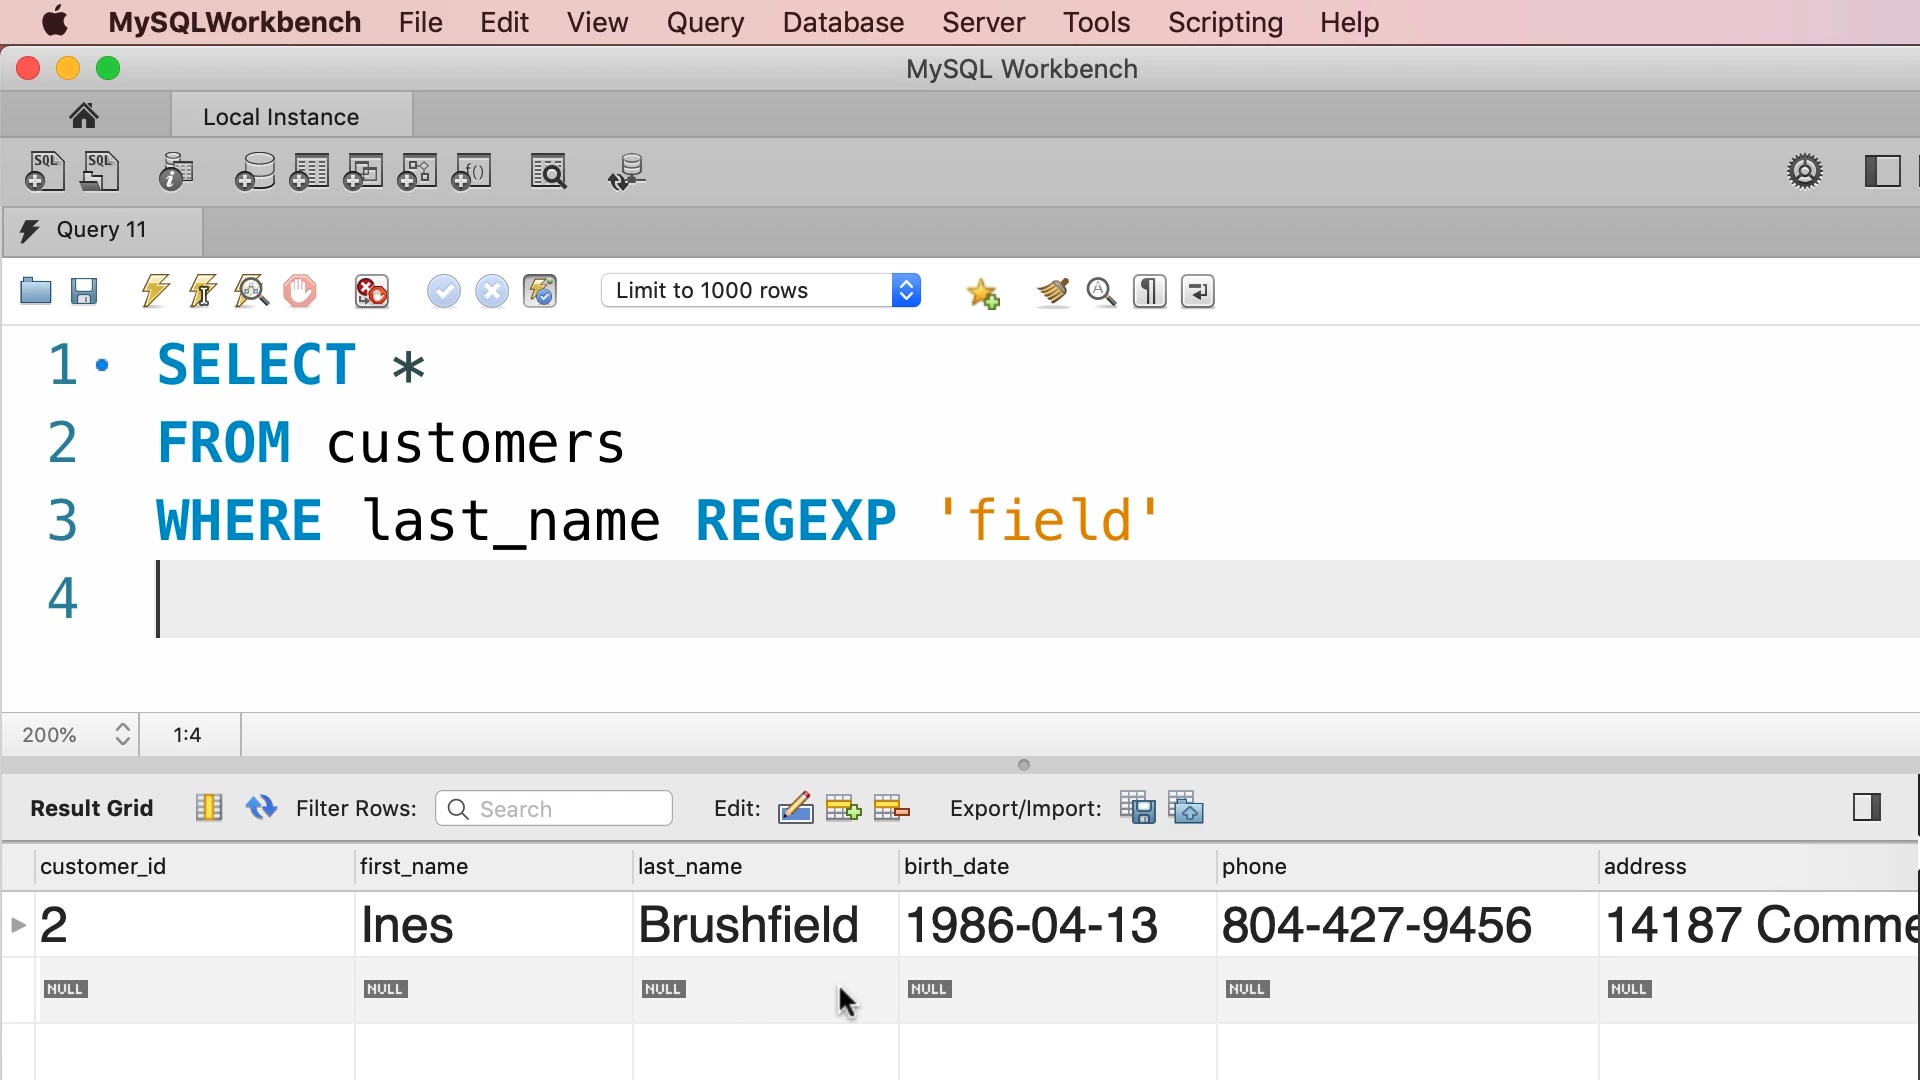 MySQLWorkbench File Edit View Query Database Server Tools Scripting Help
MySQL Workbench
Local Instance
SQL SQL f()
Query 11
Limit to 1000 rows
1 SELECT *
2 FROM customers
3 WHERE last_name REGEXP 'field'
4
200% 1:4
Result Grid Filter Rows: Search Edit: Export/Import:
customer_id first_name last_name birth_date phone address
2 Ines Brushfield 1986-04-13 804-427-9456 14187 Comme
NULL NULL NULL NULL NULL NULL